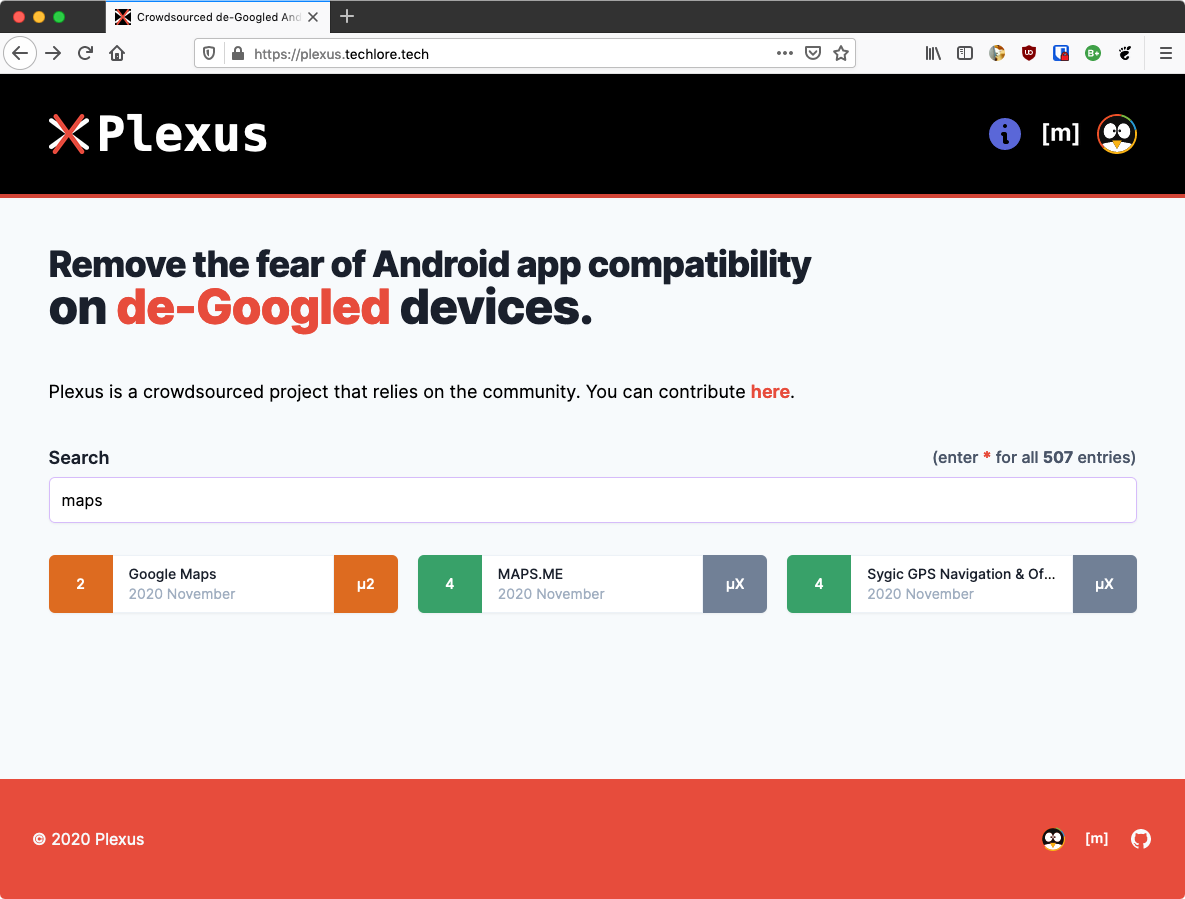 Crowdsourced de-Googled And
https://plexus.techlore.tech
UD
B+
Plexus
[m]
Remove the fear of Android app compatibility
on de-Googled devices.
Plexus is a crowdsourced project that relies on the community. You can contribute here.
Search
(enter * for all 507 entries)
maps
2
Google Maps
2020 November
μ2
4
MAPS.ME
2020 November
μX
4
Sygic GPS Navigation & Of...
2020 November
μX
© 2020 Plexus
[m]